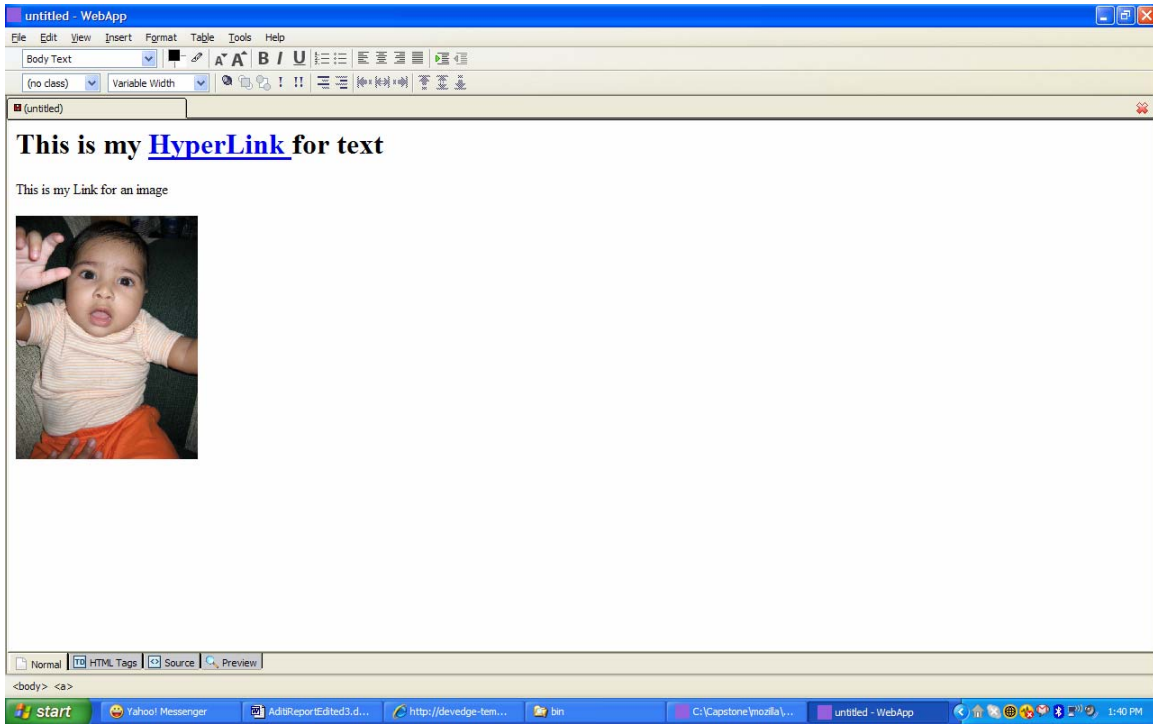 untitled - WebApp
File Edit View Insert Format Table Tools Help
Body Text A A B I U
(no class) Variable Width ! !!
(untitled)
This is my HyperLink for text
This is my Link for an image
Normal TD HTML Tags Source Preview
<body> <a>
start Yahoo! Messenger AditiReportEdited3.d... http://devedge-tem... bin C:\Capstone\mozilla\... untitled - WebApp 1:40 PM